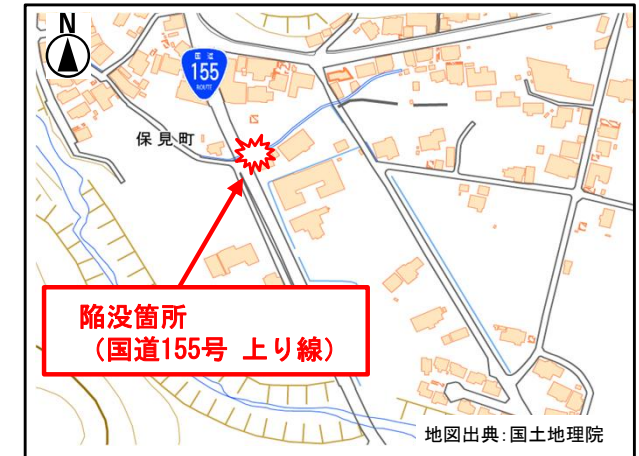 N
国道
155
ROUTE
保見町
陥没箇所
（国道155号 上り線）
地図出典：国土地理院